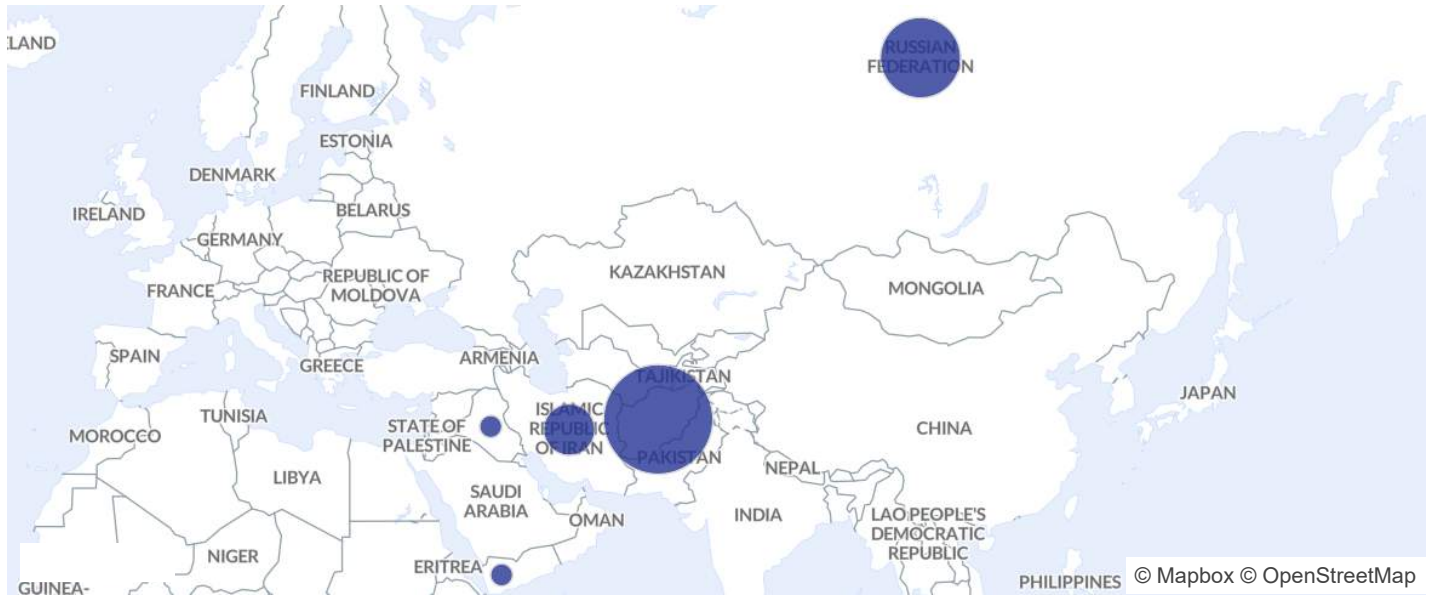 LAND
RUSSIAN
FEDERATION
FINLAND
ESTONIA
DENMARK
IRELAND
BELARUS
GERMANY
REPUBLIC OF
MOLDOVA
KAZAKHSTAN
FRANCE
MONGOLIA
SPAIN
GREECE
ARMENIA
TAJIKISTAN
JAPAN
TUNISIA
ISLAMIC
REPUBLIC
OF IRAN
STATE OF
PALESTINE
MOROCCO
CHINA
PAKISTAN
NEPAL
LIBYA
SAUDI
ARABIA
OMAN
INDIA
LAO PEOPLE'S
DEMOCRATIC
REPUBLIC
NIGER
ERITREA
GUINEA-
PHILIPPINES
© Mapbox © OpenStreetMap